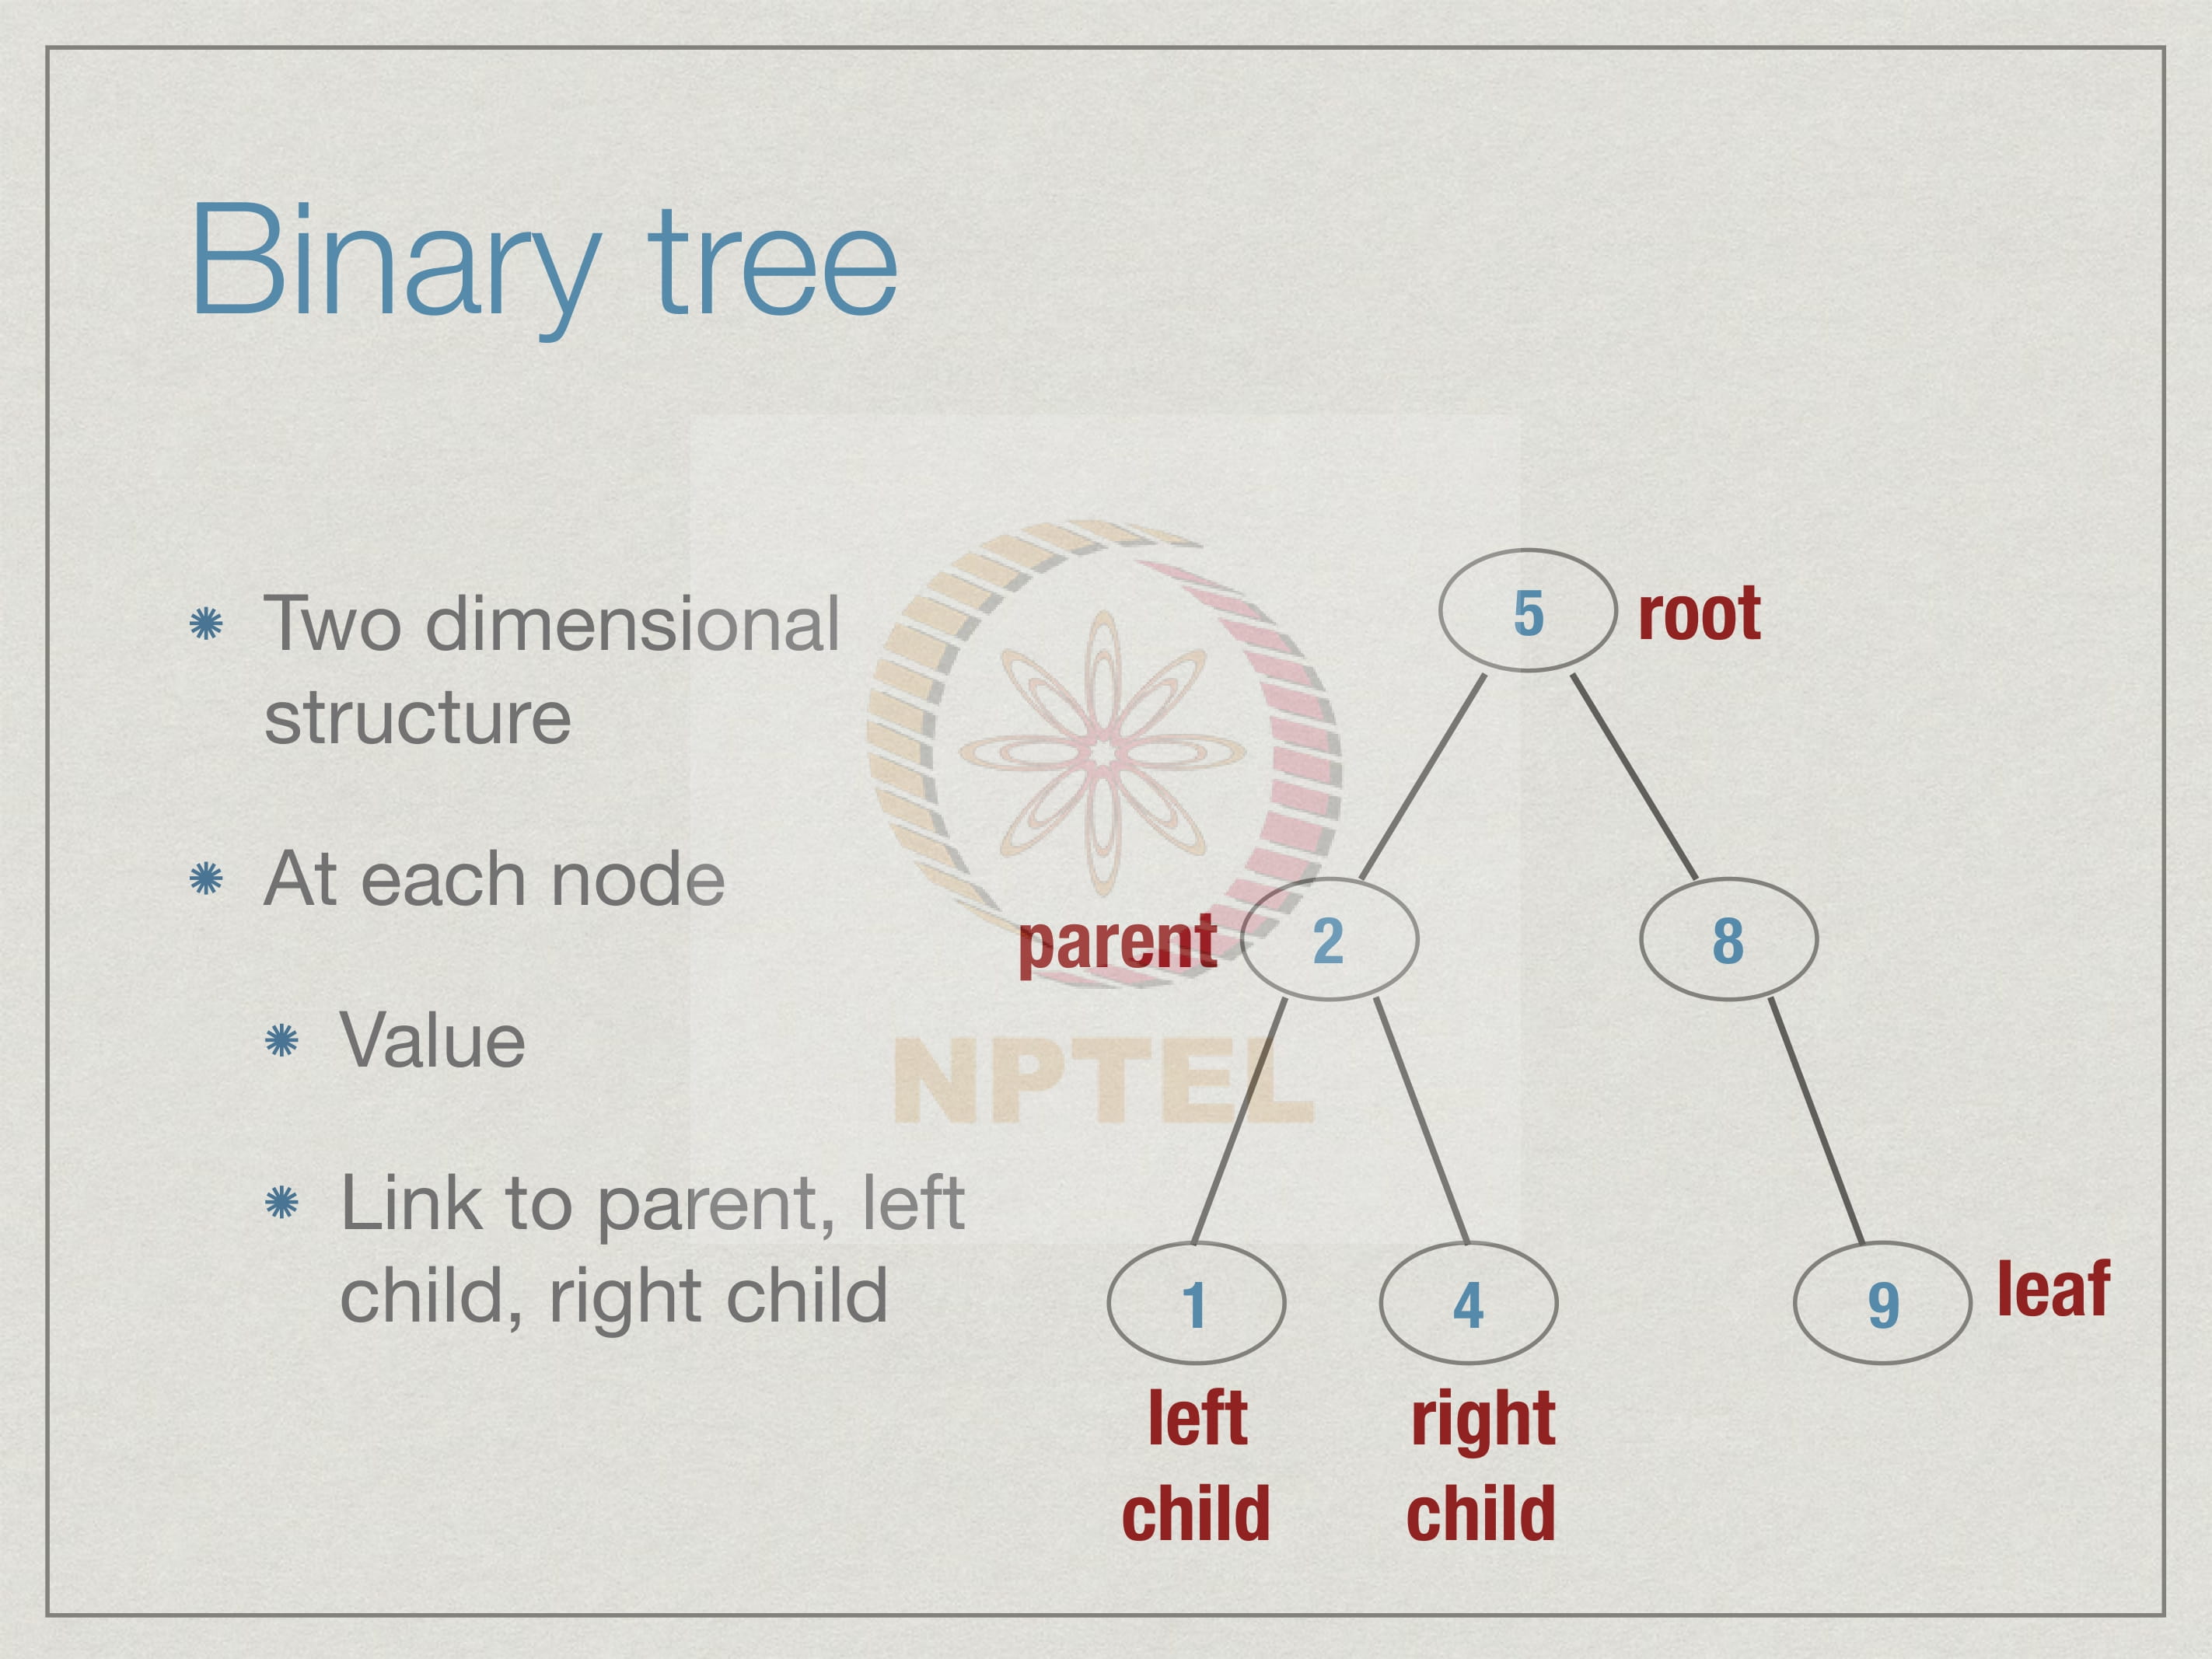 Binary tree
Two dimensional
structure
At each node
Value
Link to parent, left
child, right child
5 root
parent 2 8
1 4 9 leaf
left right
child child
NPTEL